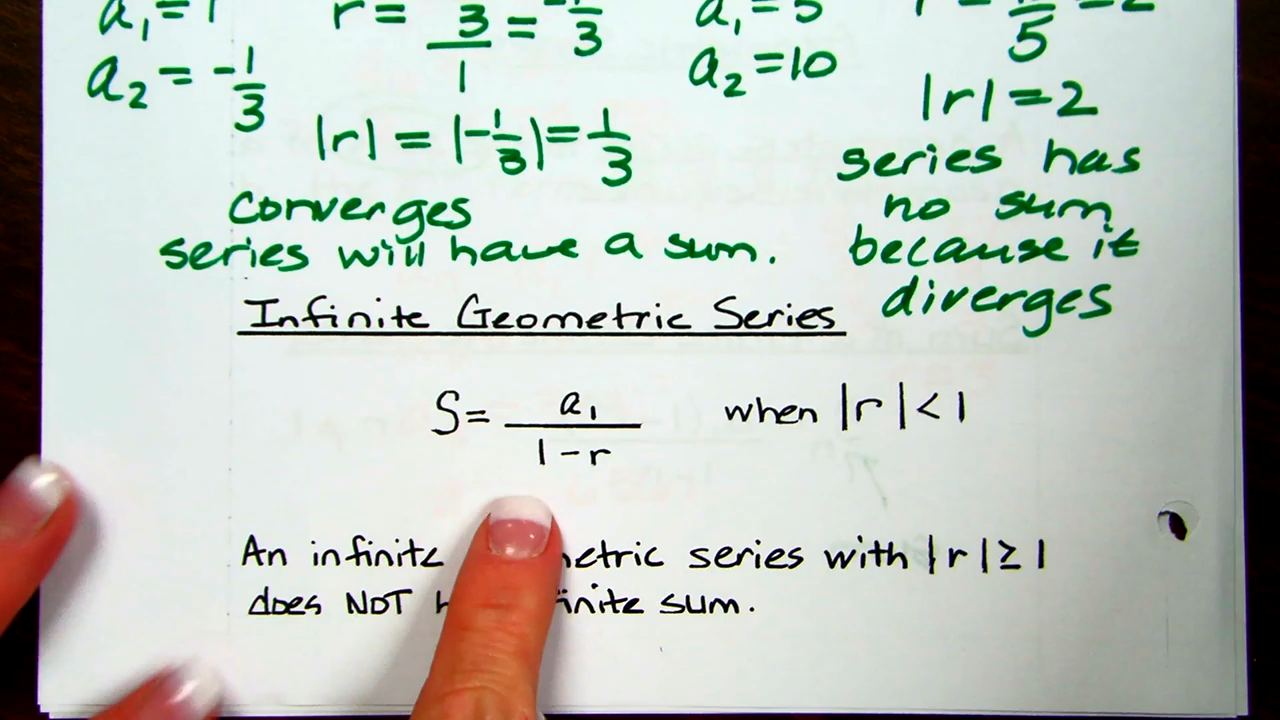 a₁ = 1 r = 3/1 = -1/3 a₁ = 5
a₂ = -1/3 a₂ = 10
|r| = 2
|r| = |-1/3| = 1/3
series has
converges no sum
series will have a sum. because it
diverges
Infinite Geometric Series
S = a₁/(1-r) when |r| < 1
An infinite metric series with |r| ≥ 1
does NOT finite sum.